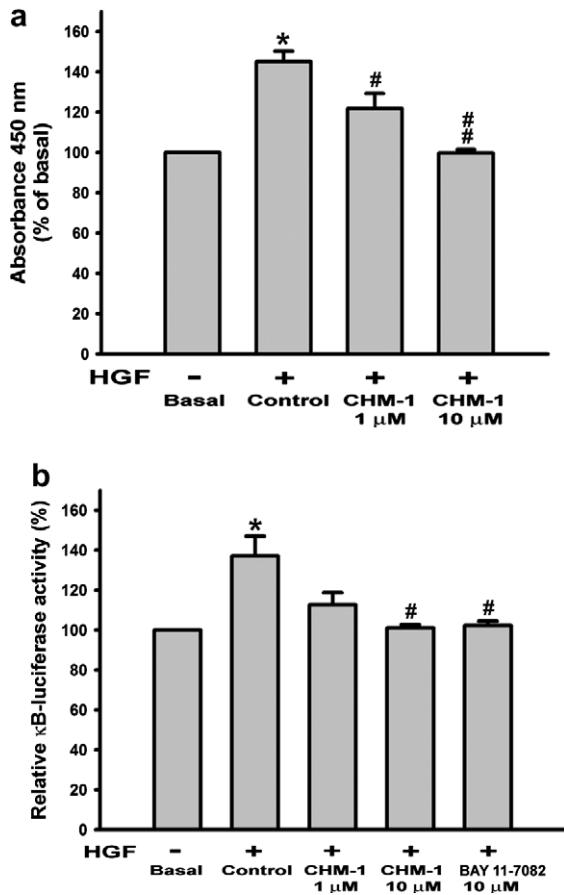 a
Absorbance 450 nm
(% of basal)
160
140
120
100
80
60
40
20
0
*
#
#
#
HGF - + + +
Basal Control CHM-1 CHM-1
1 μM 10 μM
b
Relative κB-luciferase activity (%)
160
140
120
100
80
60
40
20
0
*
#
#
HGF - + + + +
Basal Control CHM-1 CHM-1 BAY 11-7082
1 μM 10 μM 10 μM